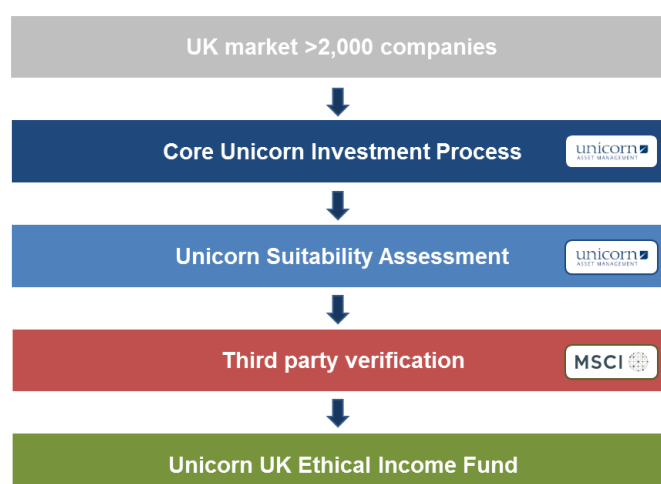 UK market >2,000 companies
Core Unicorn Investment Process
unicorn
ASSET MANAGEMENT
Unicorn Suitability Assessment
unicorn
ASSET MANAGEMENT
Third party verification
MSCI
Unicorn UK Ethical Income Fund